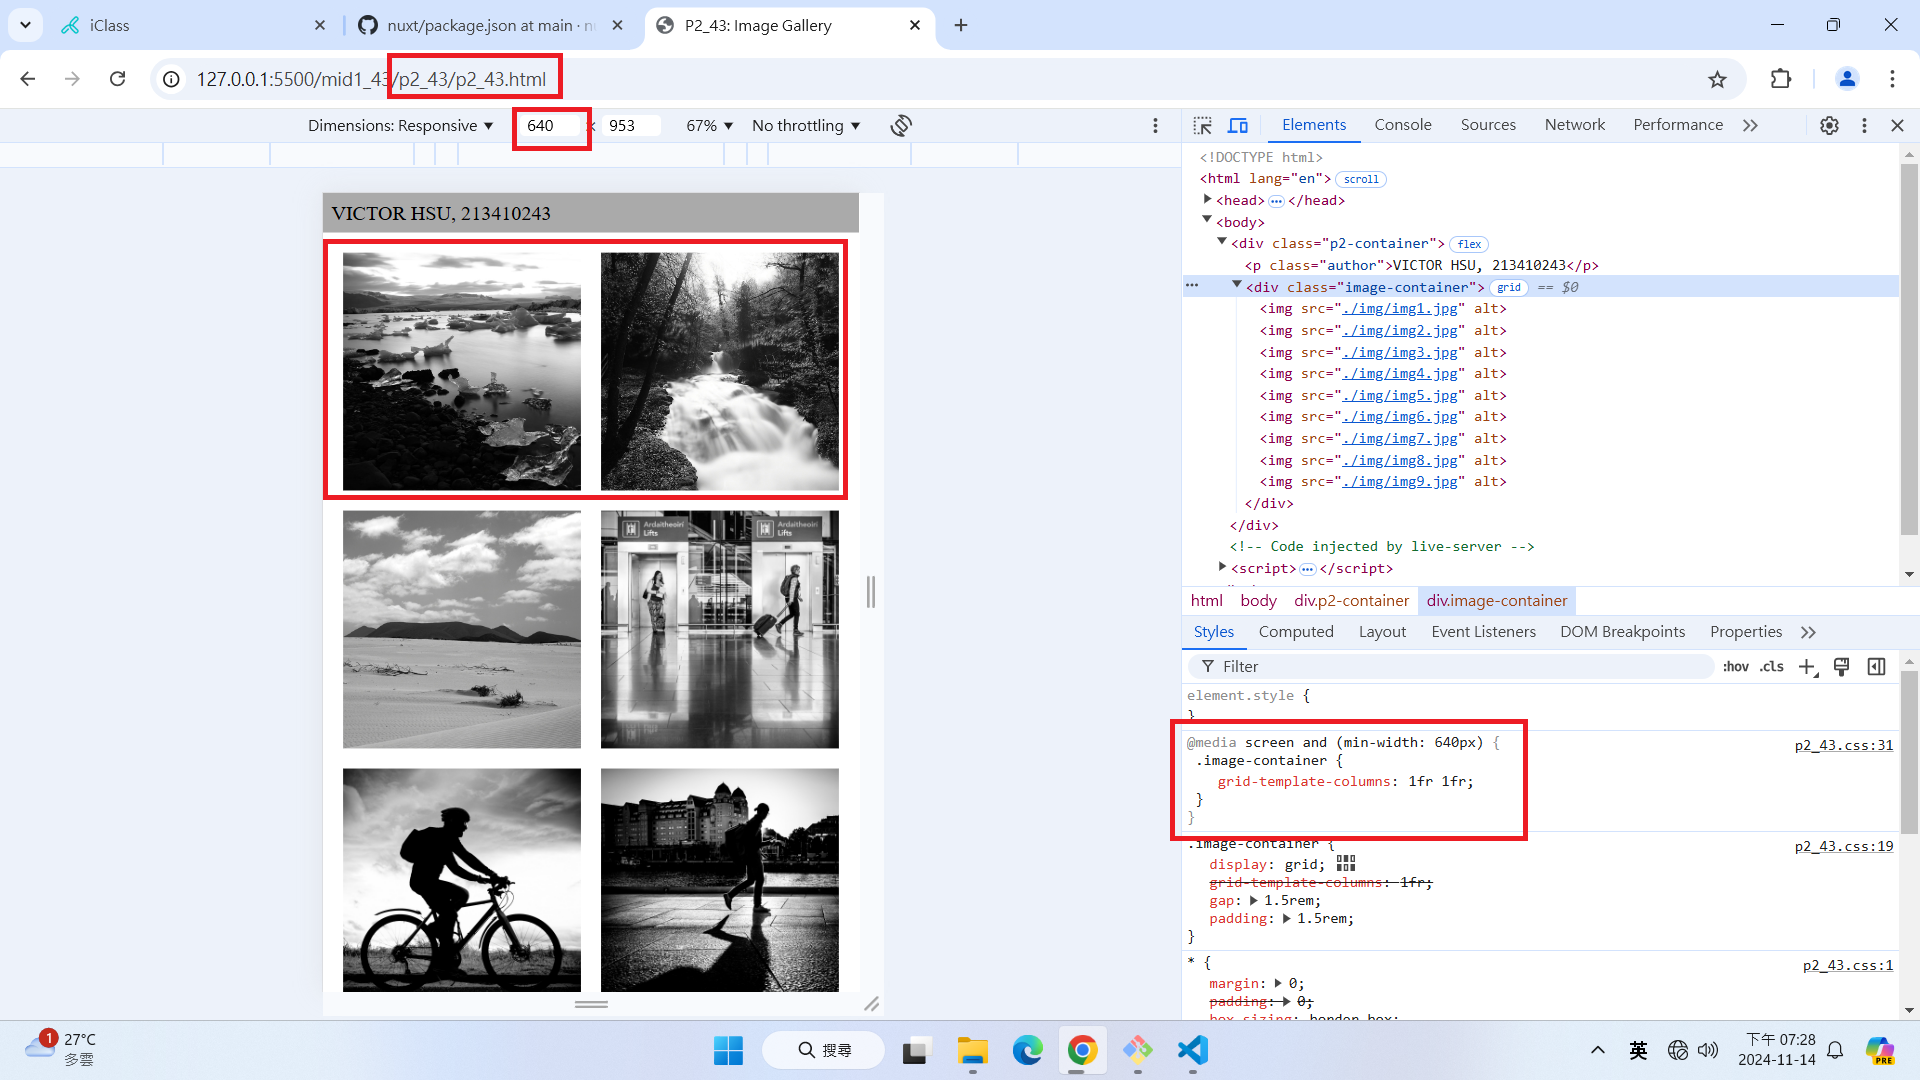 iClass
nuxt/package.json at main · nu
P2_43: Image Gallery
127.0.0.1:5500/mid1_43/p2_43/p2_43.html
Dimensions: Responsive ▼ 640 × 953 67% ▼ No throttling ▼
Elements Console Sources Network Performance
VICTOR HSU, 213410243
Ardaitheoirí
Lifts
Ardaitheoirí
Lifts
<!DOCTYPE html>
<html lang="en"> scroll
<head> ••• </head>
<body>
<div class="p2-container"> flex
<p class="author">VICTOR HSU, 213410243</p>
<div class="image-container"> grid == $0
<img src="./img/img1.jpg" alt>
<img src="./img/img2.jpg" alt>
<img src="./img/img3.jpg" alt>
<img src="./img/img4.jpg" alt>
<img src="./img/img5.jpg" alt>
<img src="./img/img6.jpg" alt>
<img src="./img/img7.jpg" alt>
<img src="./img/img8.jpg" alt>
<img src="./img/img9.jpg" alt>
</div>
</div>
<!-- Code injected by live-server -->
<script> ••• </script>
html body div.p2-container div.image-container
Styles Computed Layout Event Listeners DOM Breakpoints Properties
Filter :hov .cls
element.style {
}
@media screen and (min-width: 640px) { p2_43.css:31
.image-container {
grid-template-columns: 1fr 1fr;
}
}
.image-container { p2_43.css:19
display: grid;
grid-template-columns: 1fr;
gap: 1.5rem;
padding: 1.5rem;
}
* { p2_43.css:1
margin: 0;
padding: 0;
box-sizing: border-box;
1
27°C
多雲
搜尋
英
下午 07:28
2024-11-14
PRE